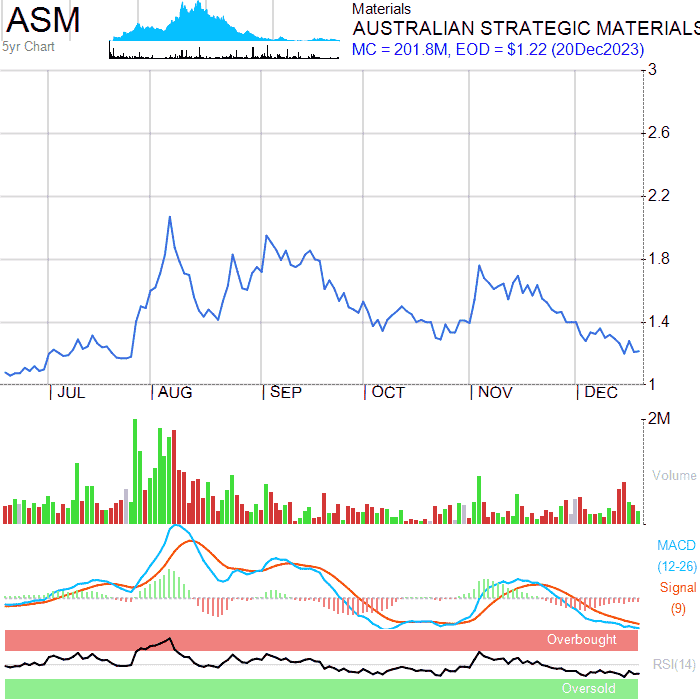 ASM
5yr Chart
Materials
AUSTRALIAN STRATEGIC MATERIALS
MC = 201.8M, EOD = $1.22 (20Dec2023)
3
2.6
2.2
1.8
1.4
1
JUL
AUG
SEP
OCT
NOV
DEC
2M
Volume
MACD
(12-26)
Signal
(9)
Overbought
RSI(14)
Oversold